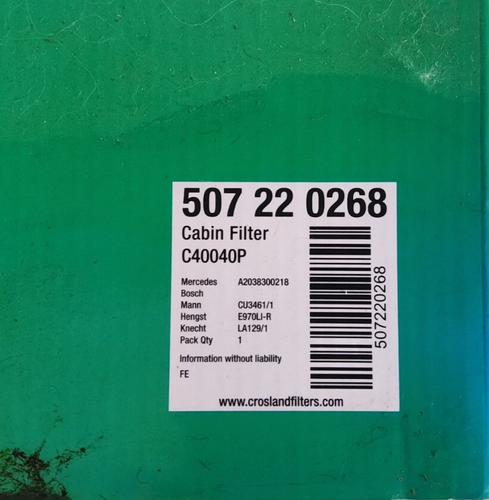 507 22 0268
Cabin Filter
C40040P
Mercedes A2038300218
Bosch
Mann CU3461/1
Hengst E970LI-R
Knecht LA129/1
Pack Qty 1
Information without liability
FE
507220268
www.croslandfilters.com